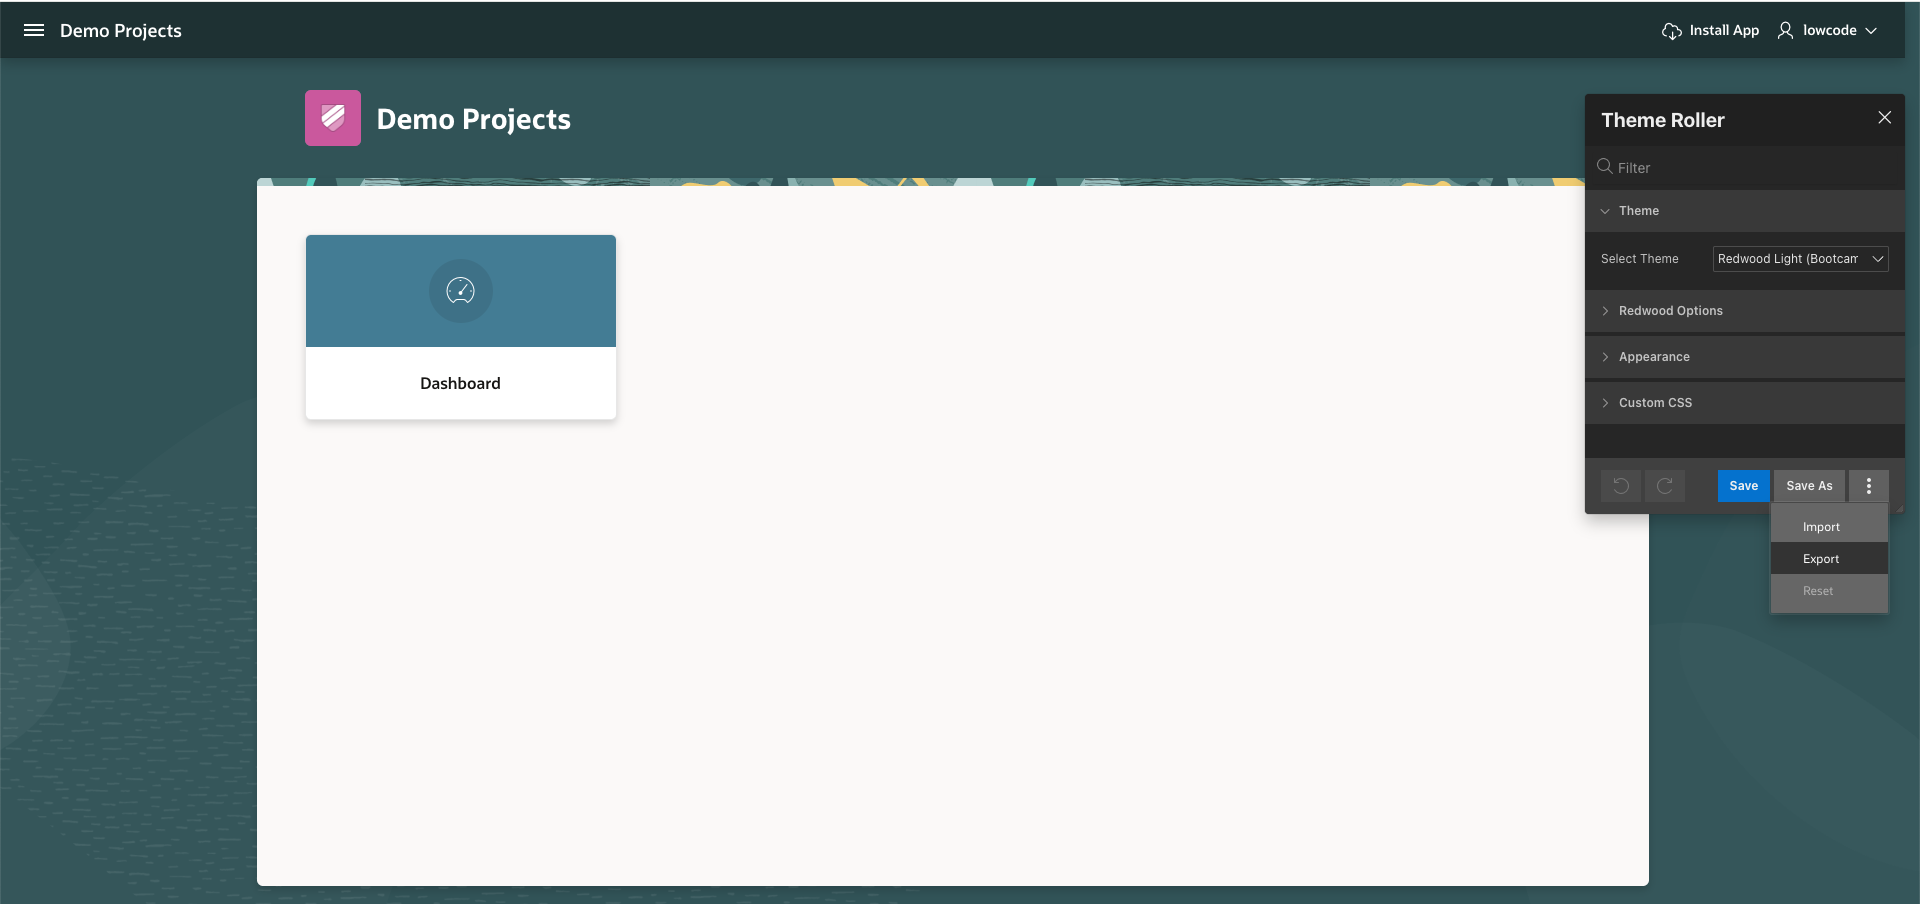 Demo Projects
Install App
lowcode
Demo Projects
Dashboard
Theme Roller
Filter
Theme
Select Theme
Redwood Light (Bootcam
Redwood Options
Appearance
Custom CSS
Save
Save As
Import
Export
Reset